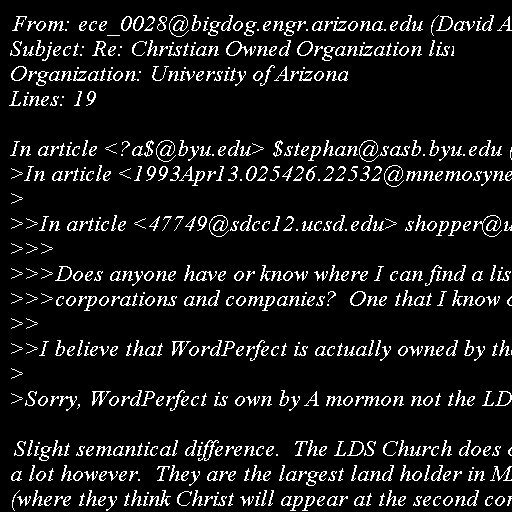 From: ece_0028@bigdog.engr.arizona.edu (David A
Subject: Re: Christian Owned Organization list
Organization: University of Arizona
Lines: 19
In article <?a$@byu.edu> $stephan@sasb.byu.edu (
>In article <1993Apr13.025426.22532@mnemosyne
>
>>In article <47749@sdcc12.ucsd.edu> shopper@u
>>>
>>>Does anyone have or know where I can find a lis
>>>corporations and companies?  One that I know o
>>
>>I believe that WordPerfect is actually owned by the
>
>Sorry, WordPerfect is own by A mormon not the LD
Slight semantical difference.  The LDS Church does o
a lot however.  They are the largest land holder in M
(where they think Christ will appear at the second com